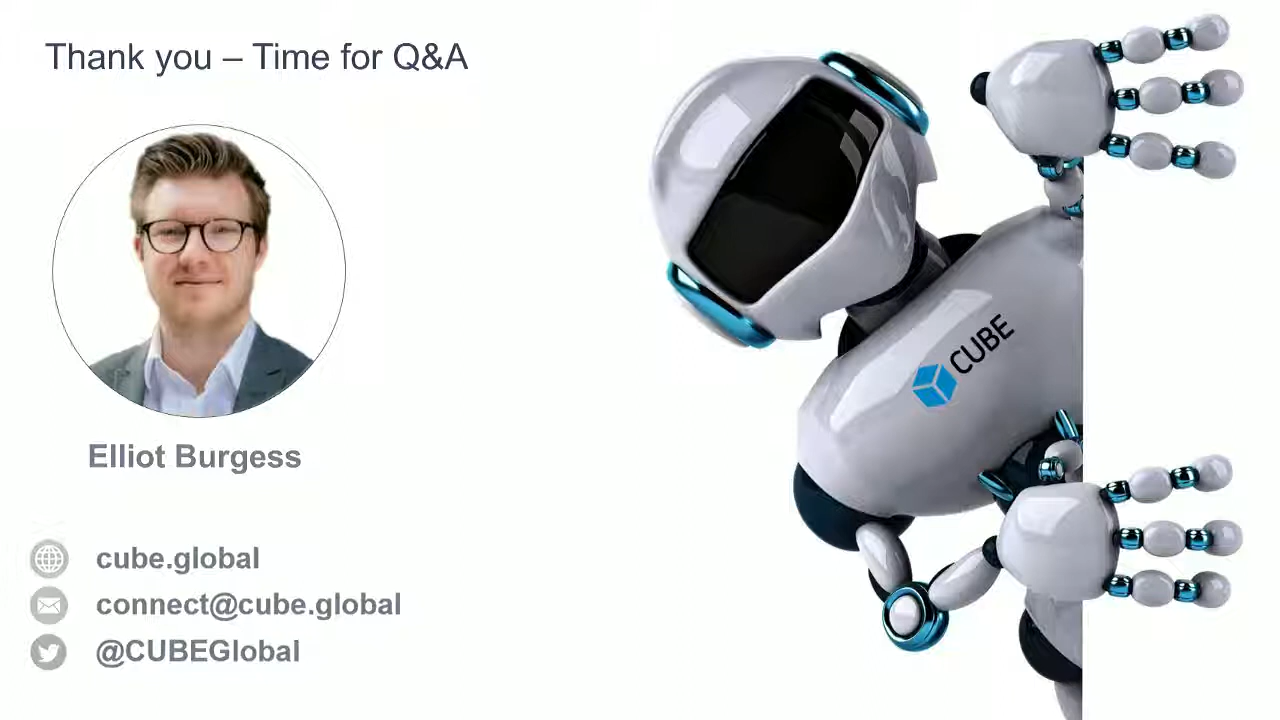 Thank you – Time for Q&A
Elliot Burgess
cube.global
connect@cube.global
@CUBEGlobal
CUBE